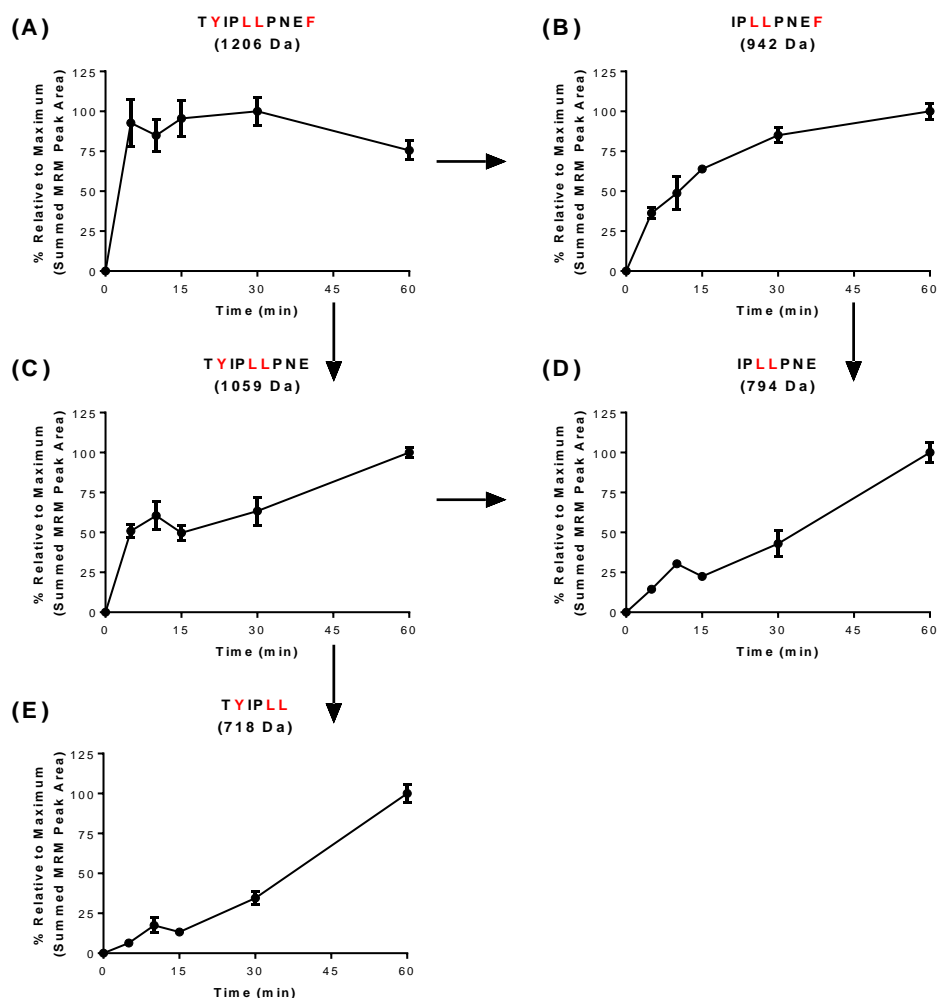 (A)
TYIPLLPNEF
(1206 Da)
% Relative to Maximum
(Summed MRM Peak Area)
125
100
75
50
25
0
0 15 30 45 60
Time (min)
(B)
IPLLPNEF
(942 Da)
% Relative to Maximum
(Summed MRM Peak Area)
125
100
75
50
25
0
0 15 30 45 60
Time (min)
(C)
TYIPLLPNE
(1059 Da)
% Relative to Maximum
(Summed MRM Peak Area)
125
100
75
50
25
0
0 15 30 45 60
Time (min)
(D)
IPLLPNE
(794 Da)
% Relative to Maximum
(Summed MRM Peak Area)
125
100
75
50
25
0
0 15 30 45 60
Time (min)
(E)
TYIPLL
(718 Da)
% Relative to Maximum
(Summed MRM Peak Area)
125
100
75
50
25
0
0 15 30 45 60
Time (min)